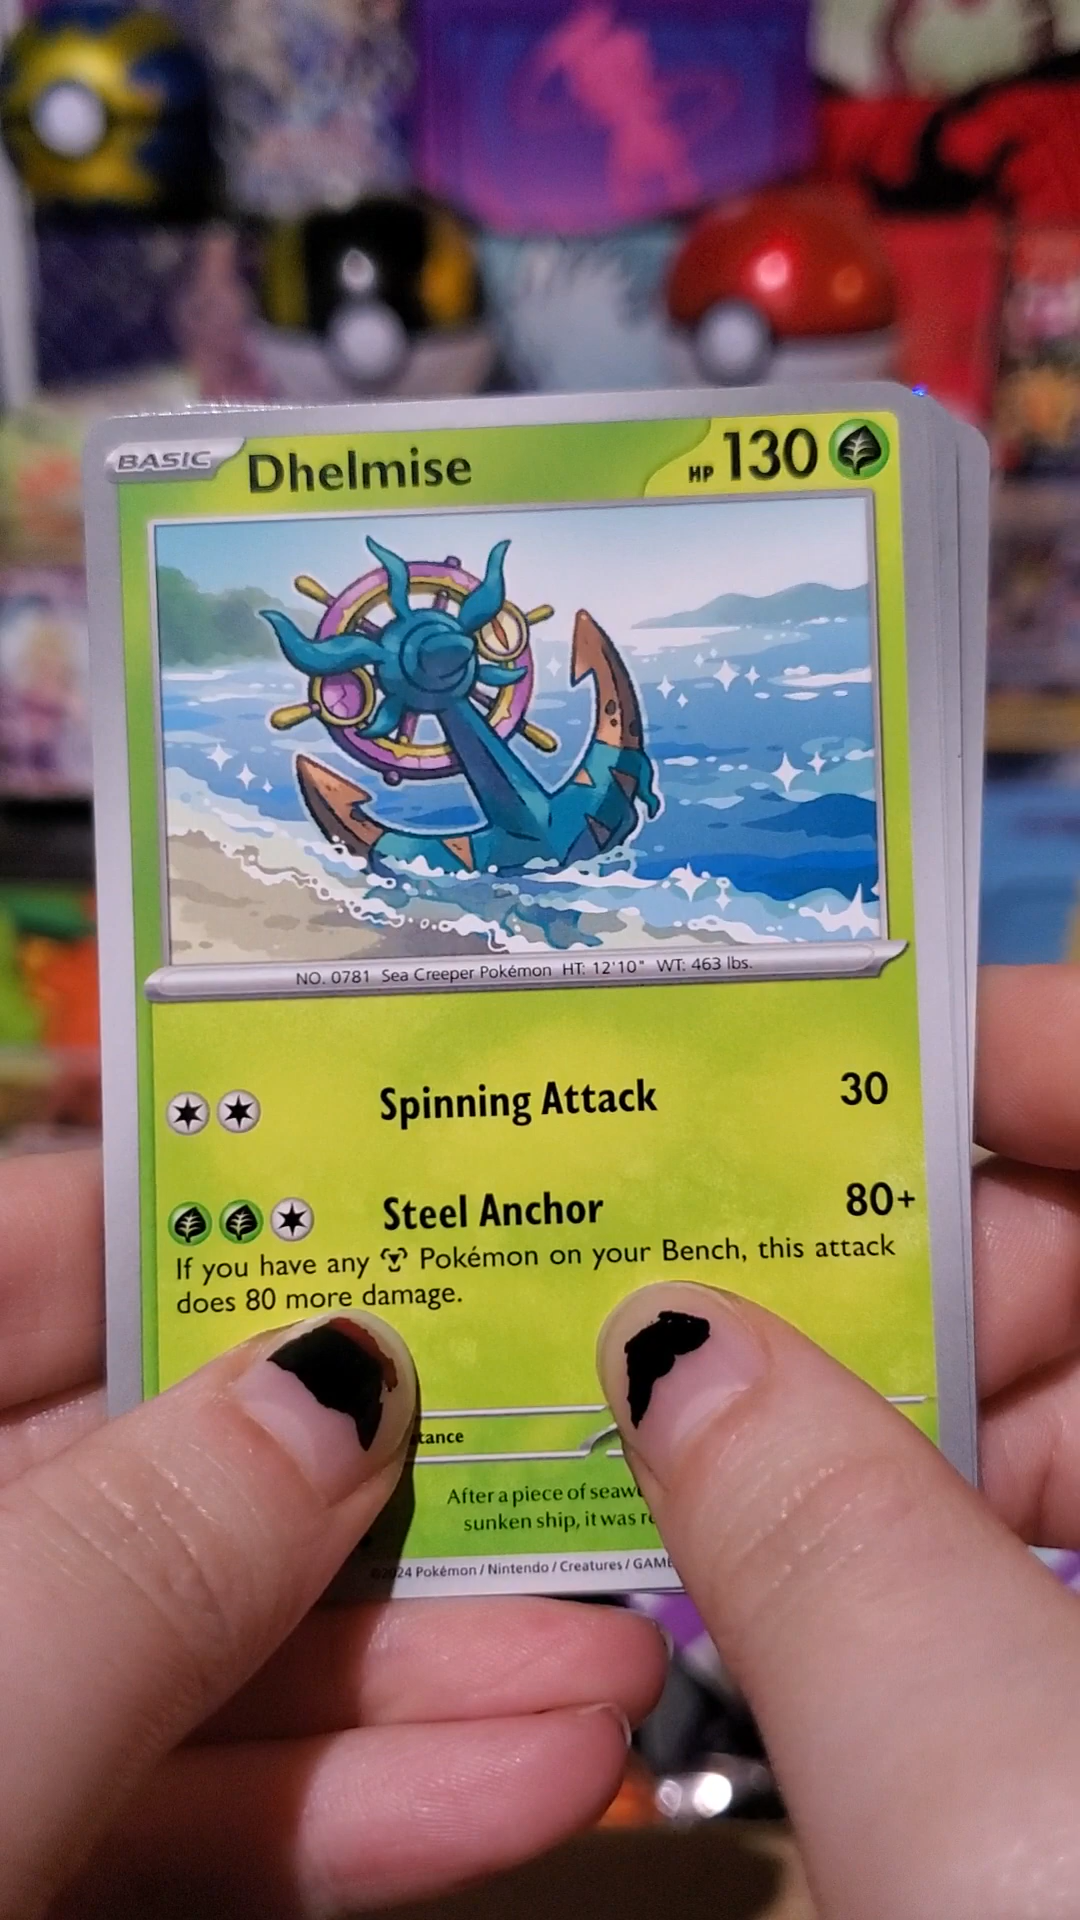 BASIC Dhelmise HP 130
NO. 0781 Sea Creeper Pokémon HT: 12'10" WT: 463 lbs.
Spinning Attack 30
Steel Anchor 80+
If you have any Pokémon on your Bench, this attack
does 80 more damage.
tance
After a piece of seaw
sunken ship, it was re
©2024 Pokémon / Nintendo / Creatures / GAME